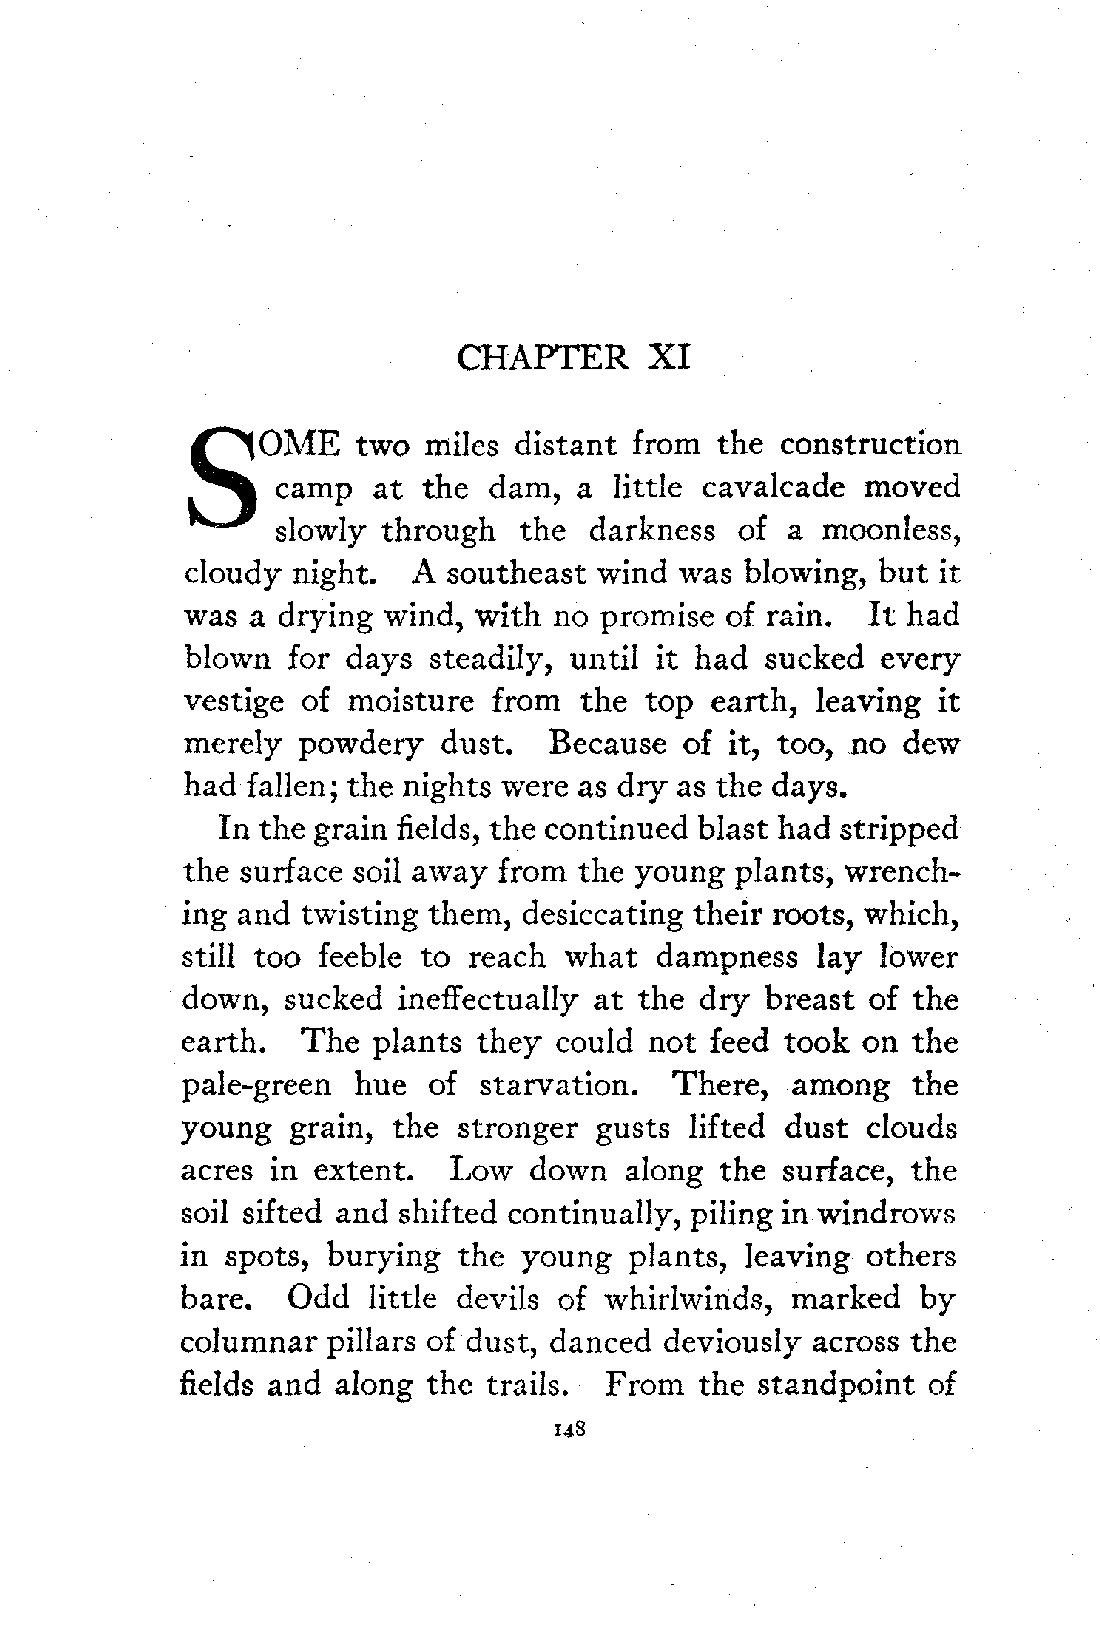 CHAPTER XI
SOME two miles distant from the construction
camp at the dam, a little cavalcade moved
slowly through the darkness of a moonless,
cloudy night. A southeast wind was blowing, but it
was a drying wind, with no promise of rain. It had
blown for days steadily, until it had sucked every
vestige of moisture from the top earth, leaving it
merely powdery dust. Because of it, too, no dew
had fallen; the nights were as dry as the days.
In the grain fields, the continued blast had stripped
the surface soil away from the young plants, wrench-
ing and twisting them, desiccating their roots, which,
still too feeble to reach what dampness lay lower
down, sucked ineffectually at the dry breast of the
earth. The plants they could not feed took on the
pale-green hue of starvation. There, among the
young grain, the stronger gusts lifted dust clouds
acres in extent. Low down along the surface, the
soil sifted and shifted continually, piling in windrows
in spots, burying the young plants, leaving others
bare. Odd little devils of whirlwinds, marked by
columnar pillars of dust, danced deviously across the
fields and along the trails. From the standpoint of
148